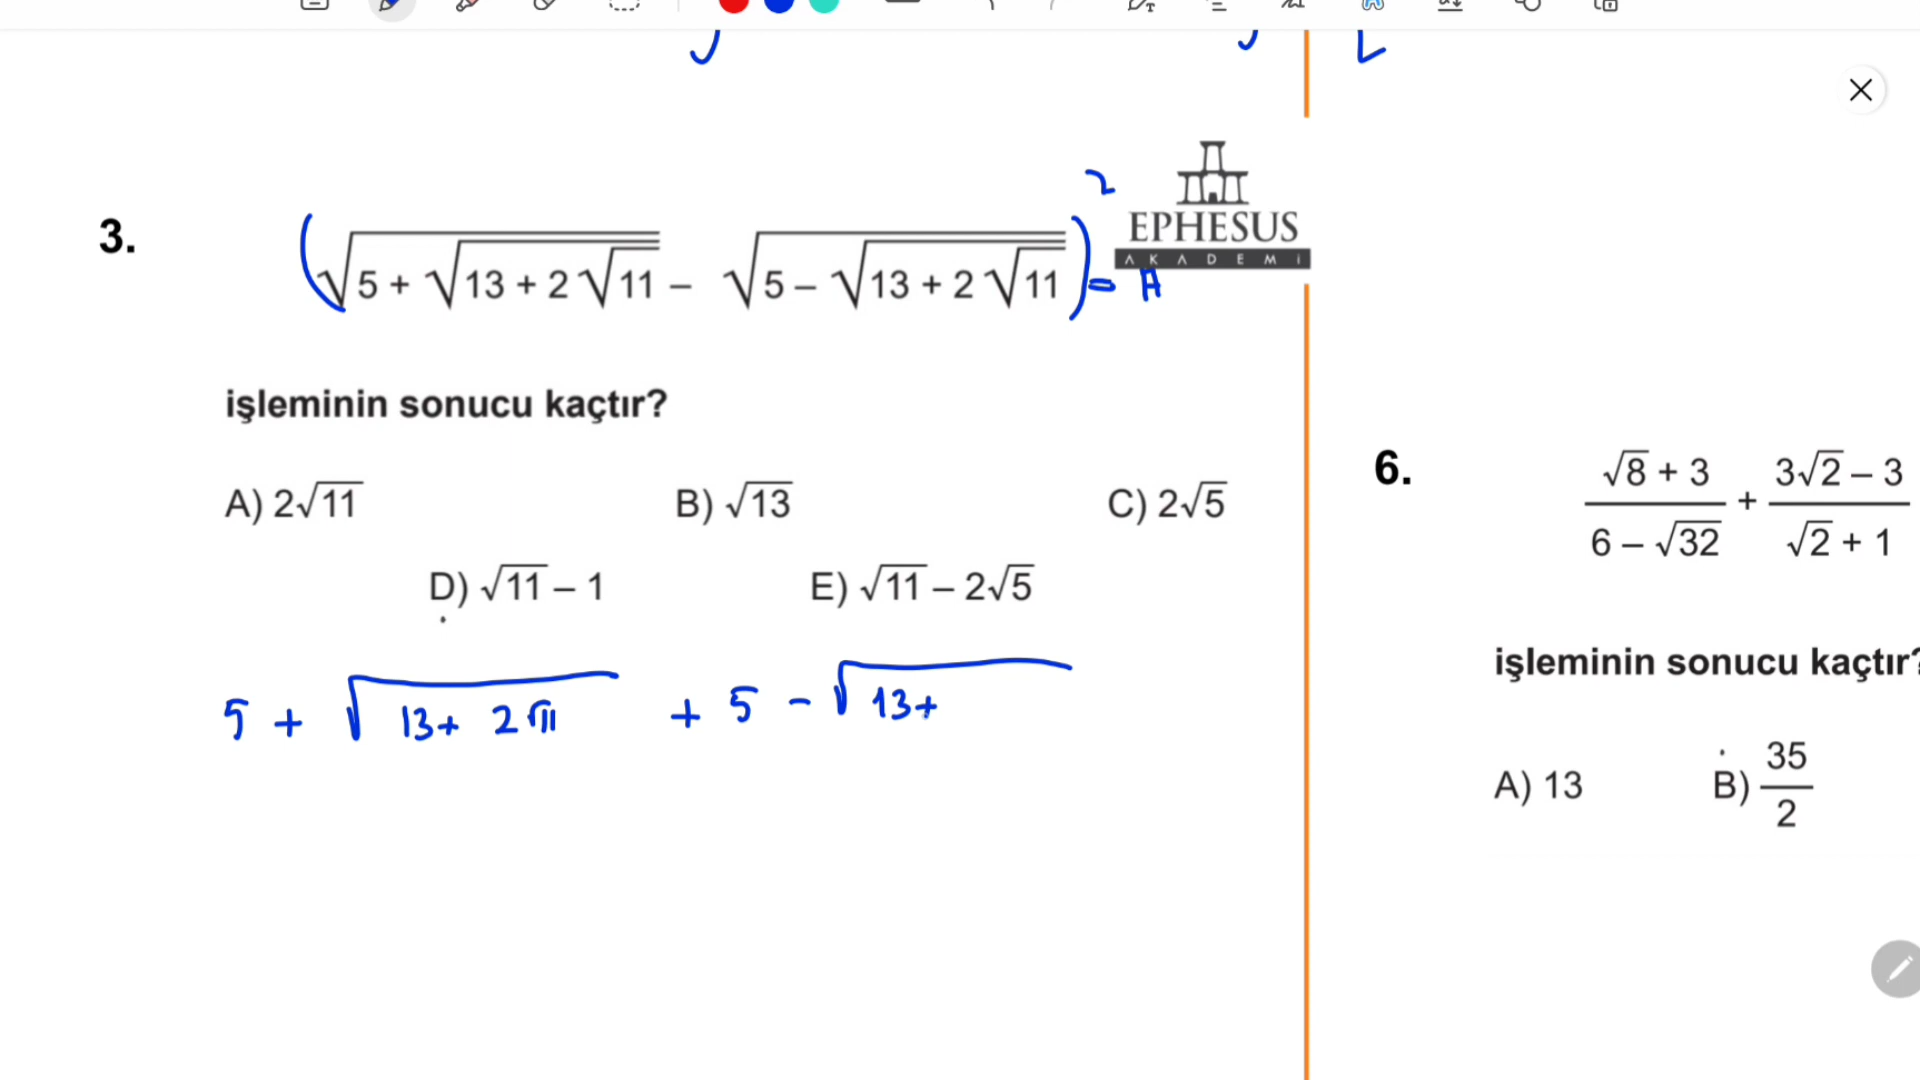 3. (√(5 + √(13 + 2√11)) – √(5 – √(13 + 2√11)))² = A
EPHESUS
AKADEMİ
işleminin sonucu kaçtır?
A) 2√11 B) √13 C) 2√5
D) √11 – 1 E) √11 – 2√5
5 + √(13 + 2√11) + 5 – √(13+
6. (√8 + 3)/(6 – √32) + (3√2 – 3)/(√2 + 1)
işleminin sonucu kaçtır?
A) 13 B) 35/2